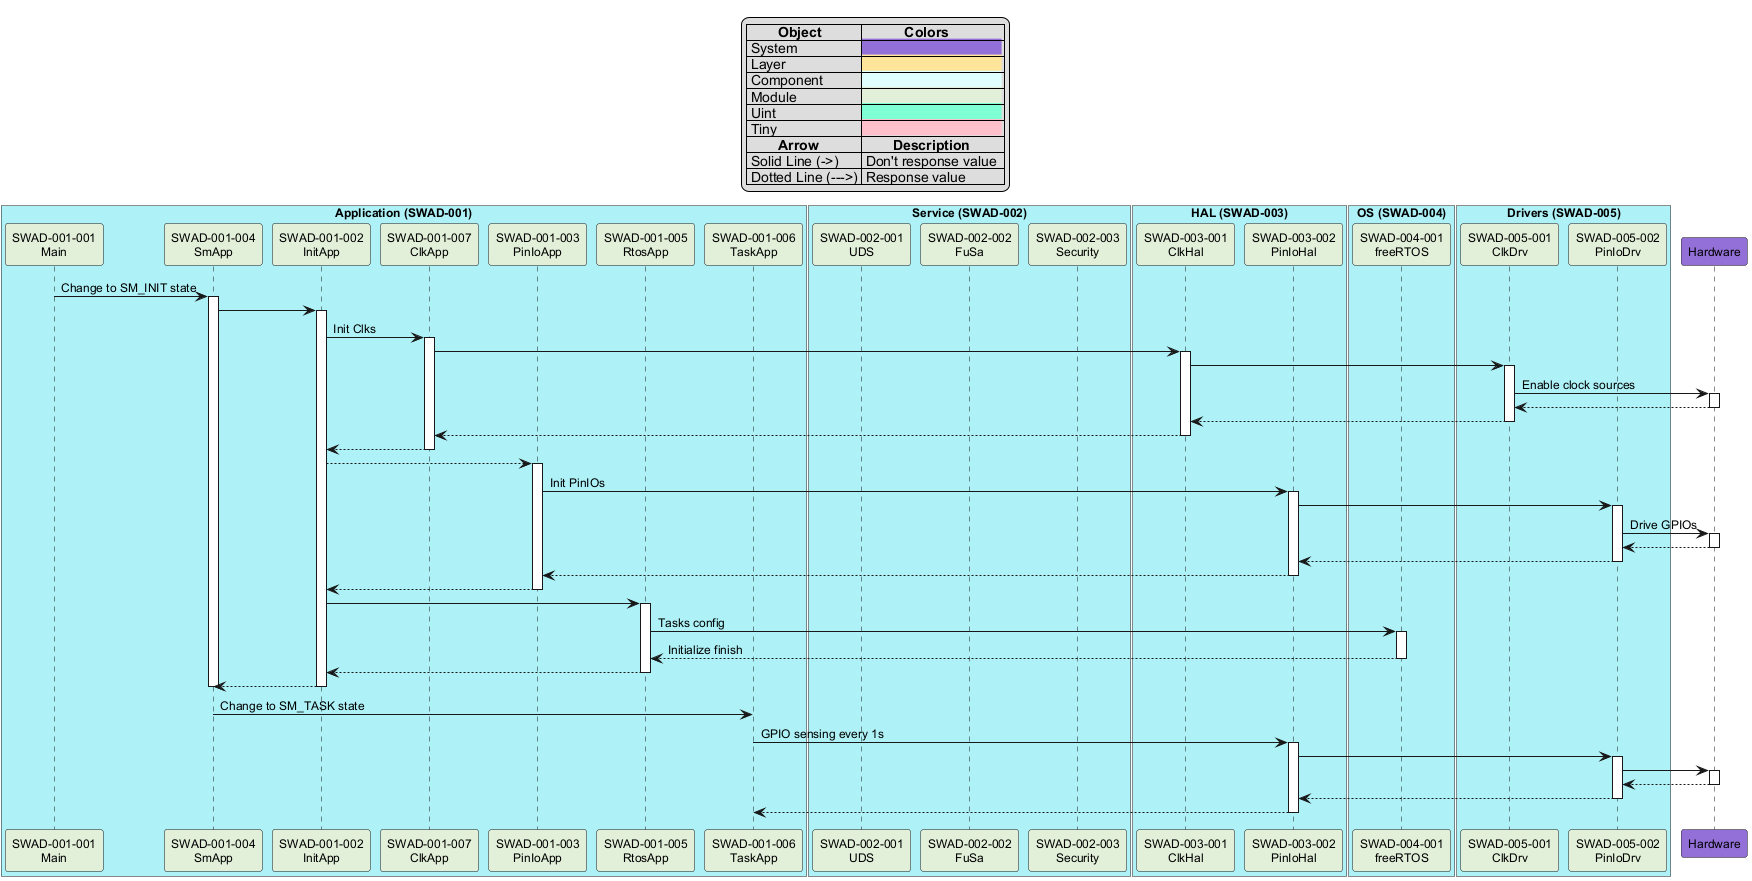 Object Colors
System
Layer
Component
Module
Uint
Tiny
Arrow Description
Solid Line (->) Don't response value
Dotted Line (--->) Response value
Application (SWAD-001) Service (SWAD-002) HAL (SWAD-003) OS (SWAD-004) Drivers (SWAD-005)
SWAD-001-001 SWAD-001-004 SWAD-001-002 SWAD-001-007 SWAD-001-003 SWAD-001-005 SWAD-001-006 SWAD-002-001 SWAD-002-002 SWAD-002-003 SWAD-003-001 SWAD-003-002 SWAD-004-001 SWAD-005-001 SWAD-005-002
Main SmApp InitApp ClkApp PinIoApp RtosApp TaskApp UDS FuSa Security ClkHal PinIoHal freeRTOS ClkDrv PinIoDrv Hardware
Change to SM_INIT state
Init Clks
Enable clock sources
Init PinIOs
Drive GPIOs
Tasks config
Initialize finish
Change to SM_TASK state
GPIO sensing every 1s
SWAD-001-001 SWAD-001-004 SWAD-001-002 SWAD-001-007 SWAD-001-003 SWAD-001-005 SWAD-001-006 SWAD-002-001 SWAD-002-002 SWAD-002-003 SWAD-003-001 SWAD-003-002 SWAD-004-001 SWAD-005-001 SWAD-005-002
Main SmApp InitApp ClkApp PinIoApp RtosApp TaskApp UDS FuSa Security ClkHal PinIoHal freeRTOS ClkDrv PinIoDrv Hardware